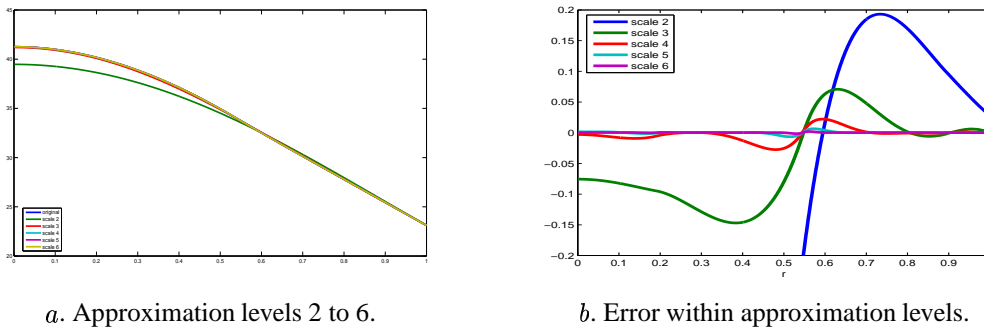 45
40
35
30
25
20
original
scale 2
scale 3
scale 4
scale 5
scale 6
0 0.1 0.2 0.3 0.4 0.5 0.6 0.7 0.8 0.9 1
a. Approximation levels 2 to 6.
0.2
0.15
0.1
0.05
0
−0.05
−0.1
−0.15
−0.2
scale 2
scale 3
scale 4
scale 5
scale 6
0 0.1 0.2 0.3 0.4 0.5 0.6 0.7 0.8 0.9
r
b. Error within approximation levels.